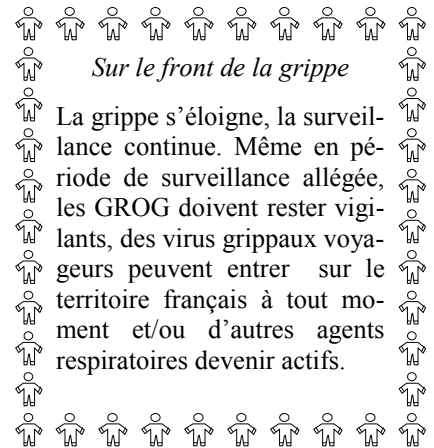 Sur le front de la grippe
La grippe s’éloigne, la surveil-
lance continue. Même en pé-
riode de surveillance allégée,
les GROG doivent rester vigi-
lants, des virus grippaux voya-
geurs peuvent entrer sur le
territoire français à tout mo-
ment et/ou d’autres agents
respiratoires devenir actifs.